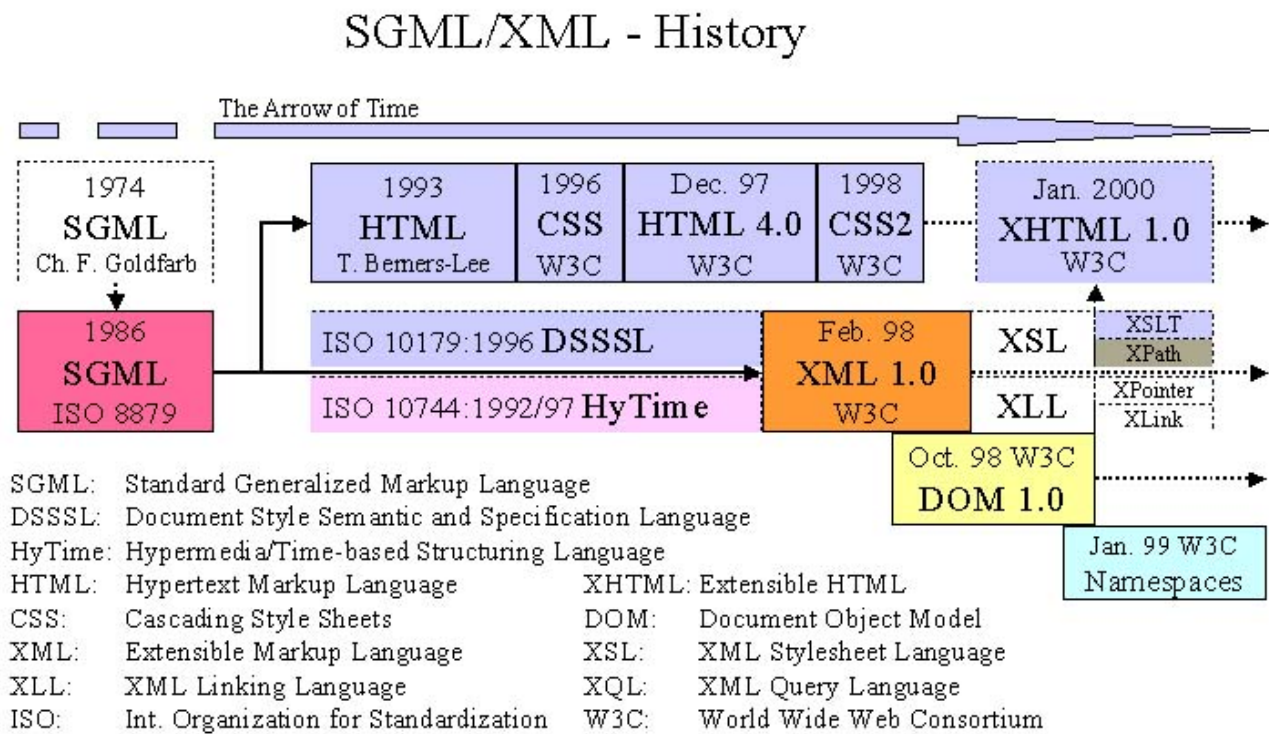 SGML/XML - History
The Arrow of Time
1974
SGML
Ch. F. Goldfarb
1993
HTML
T. Berners-Lee
1996
CSS
W3C
Dec. 97
HTML 4.0
W3C
1998
CSS2
W3C
Jan. 2000
XHTML 1.0
W3C
1986
SGML
ISO 8879
ISO 10179:1996 DSSSL
ISO 10744:1992/97 HyTime
Feb. 98
XML 1.0
W3C
XSL
XLL
XSLT
XPath
XPointer
XLink
Oct. 98 W3C
DOM 1.0
Jan. 99 W3C
Namespaces
SGML: Standard Generalized Markup Language
DSSSL: Document Style Semantic and Specification Language
HyTime: Hypermedia/Time-based Structuring Language
HTML: Hypertext Markup Language XHTML: Extensible HTML
CSS: Cascading Style Sheets DOM: Document Object Model
XML: Extensible Markup Language XSL: XML Stylesheet Language
XLL: XML Linking Language XQL: XML Query Language
ISO: Int. Organization for Standardization W3C: World Wide Web Consortium